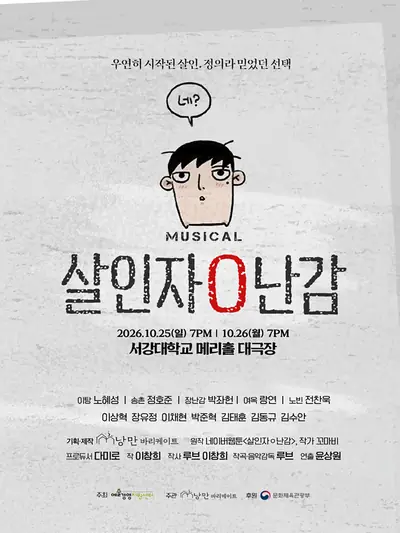 우연히 시작된 살인, 정의라 믿었던 선택
네?
MUSICAL
살인자O난감
2026.10.25(일) 7PM | 10.26(월) 7PM
서강대학교 메리홀 대극장
이탕 노혜성 송촌 정호준 장난감 박좌헌 여옥 랑연 노빈 전찬욱
이상혁 장유정 이채현 박준혁 김태훈 김동규 김수안
기획·제작 낭만바리케이트 원작 네이버웹툰<살인자O난감>, 작가 꼬마비
프로듀서 다미로 작 이창희 작사 루브 이창희 작곡·음악감독 루브 연출 윤상원
주최 주관 낭만바리케이트 후원 문화체육관광부